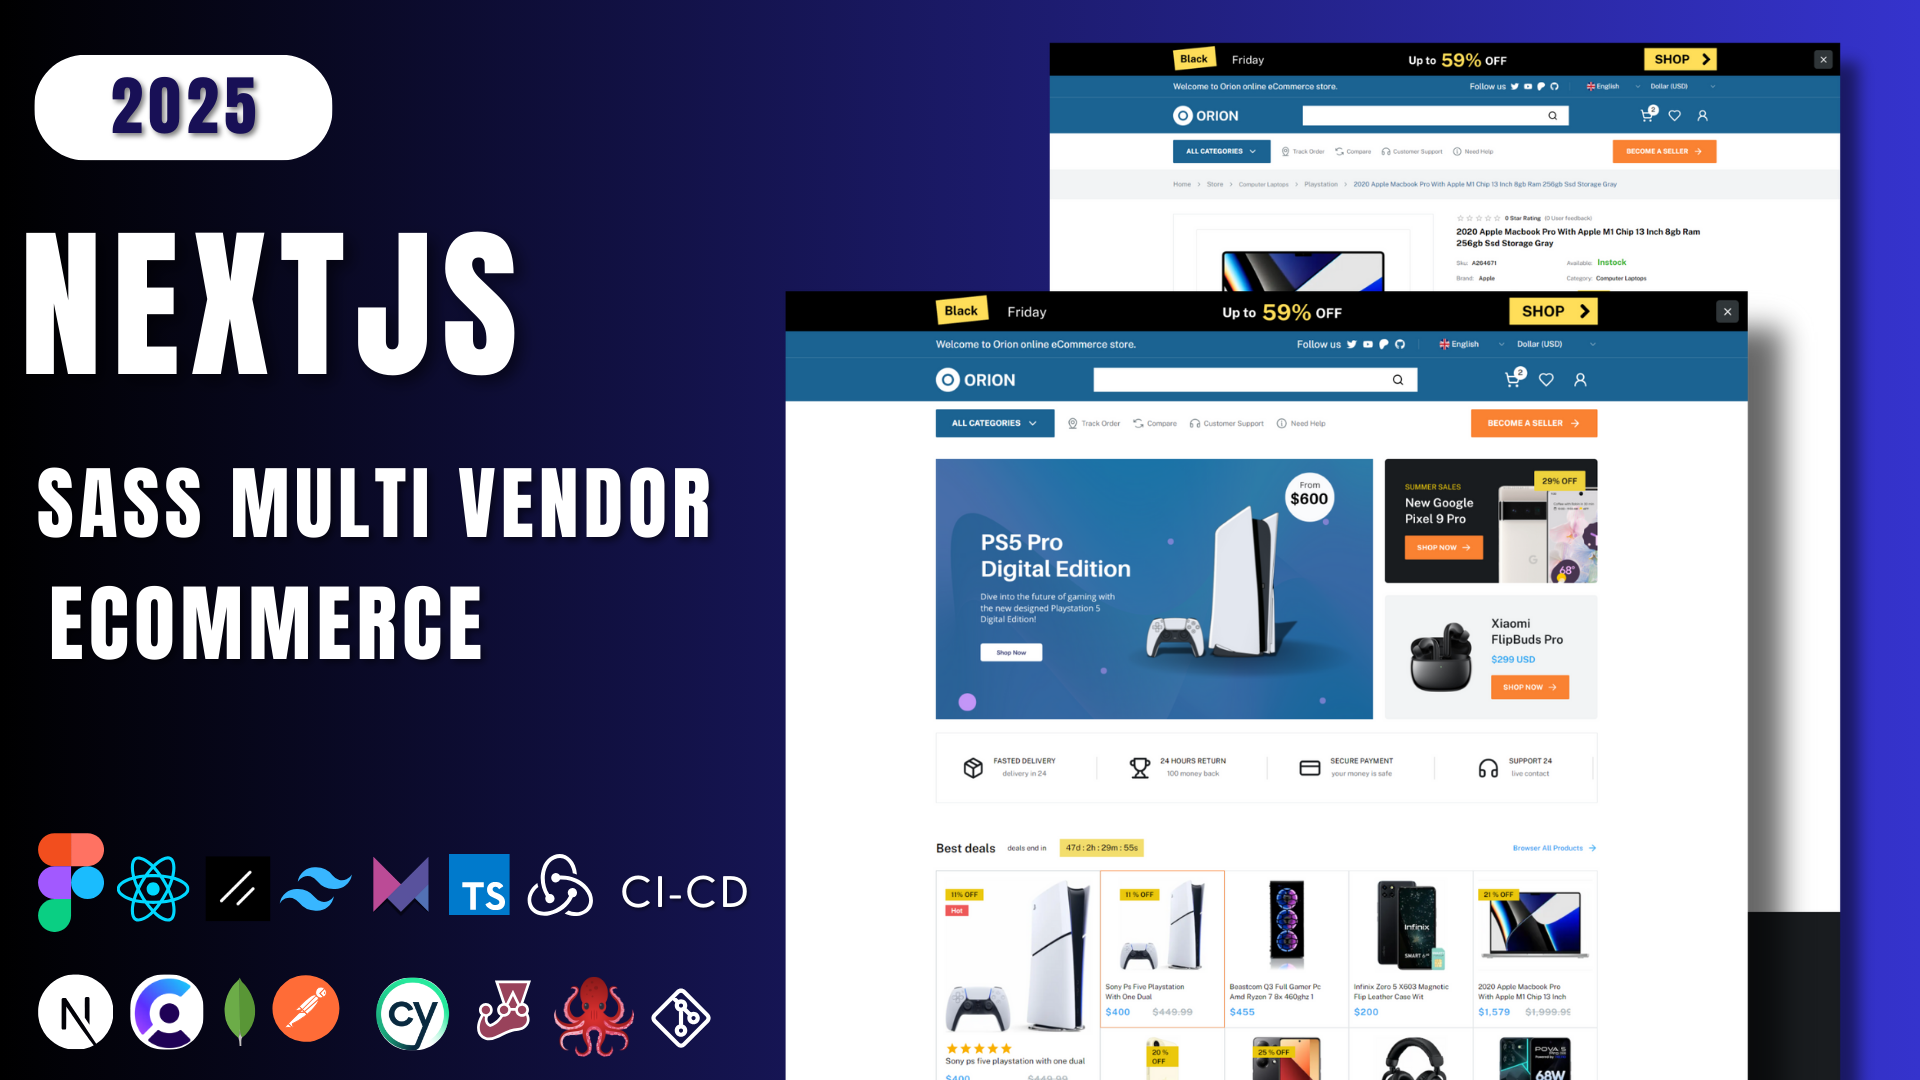 2025
NEXTJS
SASS MULTI VENDOR
ECOMMERCE
TS
CI-CD
N
cy
Black Friday Up to 59% OFF SHOP
Welcome to Orion online eCommerce store. Follow us English Dollar (USD)
ORION 2
ALL CATEGORIES Track Order Compare Customer Support Need Help BECOME A SELLER
Home > Store > Computer Laptops > Playstation > 2020 Apple Macbook Pro With Apple M1 Chip 13 Inch 8gb Ram 256gb Ssd Storage Gray
0 Star Rating (0 User feedback)
2020 Apple Macbook Pro With Apple M1 Chip 13 Inch 8gb Ram
256gb Ssd Storage Gray
Sku: A264671 Available: Instock
Brand: Apple Category: Computer Laptops
Black Friday Up to 59% OFF SHOP
Welcome to Orion online eCommerce store. Follow us English Dollar (USD)
ORION 2
ALL CATEGORIES Track Order Compare Customer Support Need Help BECOME A SELLER
From
$600
PS5 Pro
Digital Edition
Dive into the future of gaming with
the new designed Playstation 5
Digital Edition!
Shop Now
29% OFF
SUMMER SALES
New Google
Pixel 9 Pro
SHOP NOW
G
68°
Xiaomi
FlipBuds Pro
$299 USD
SHOP NOW
FASTED DELIVERY
delivery in 24
24 HOURS RETURN
100 money back
SECURE PAYMENT
your money is safe
SUPPORT 24
live contact
Best deals deals end in 47d : 2h : 29m : 55s Browser All Products
11% OFF
Hot
Sony ps five playstation with one dual
$400 $449.99
11% OFF
Sony Ps Five Playstation
With One Dual
$400 $449.99
Beastcom Q3 Full Gamer Pc
Amd Ryzen 7 8x 460ghz 1
$455
Infinix
SMART 6
Infinix Zero 5 X603 Magnetic
Flip Leather Case Wit
$200
21% OFF
2020 Apple Macbook Pro
With Apple M1 Chip 13 Inch
$1,579 $1,999.99
20%
OFF
25% OFF
POVA 5
68W